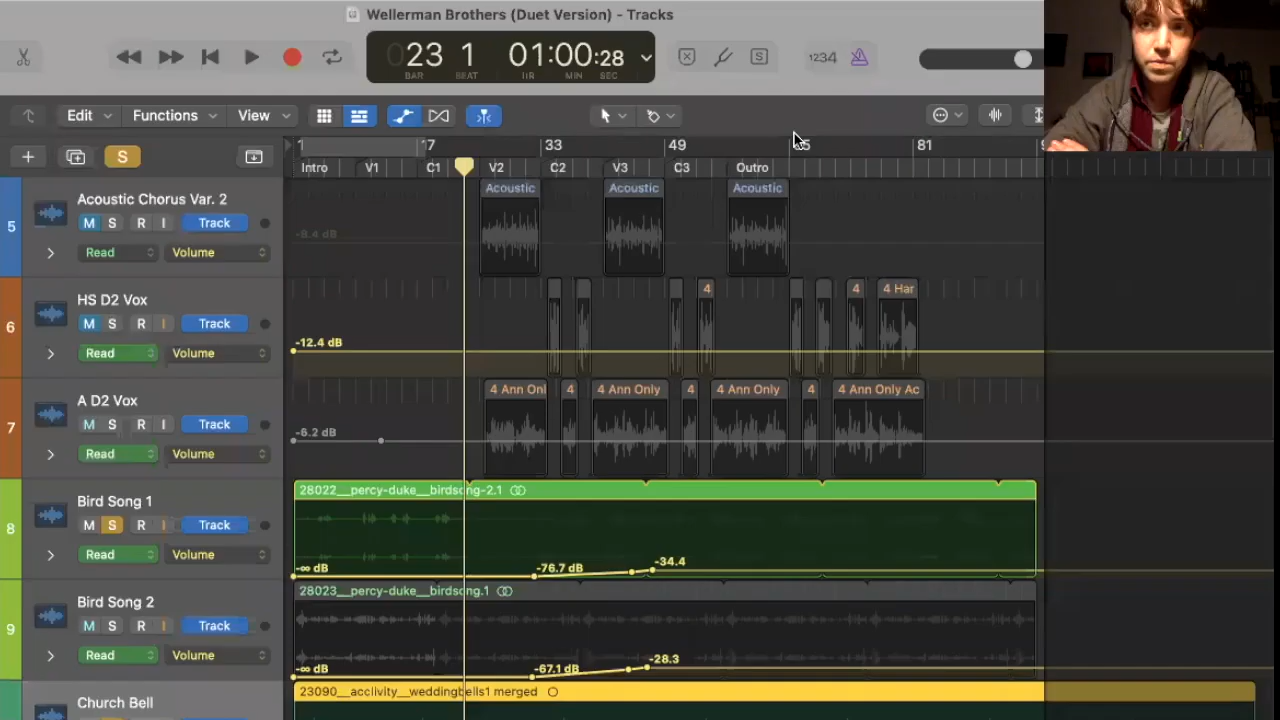 Wellerman Brothers (Duet Version) - Tracks
23 1 01:00:28
BAR BEAT HR MIN SEC
S 1234
Edit Functions View
S
1 17 33 49 65 81
Intro V1 C1 V2 C2 V3 C3 Outro
5 Acoustic Chorus Var. 2
M S R I Track
Read Volume
-9.4 dB
Acoustic Acoustic Acoustic
6 HS D2 Vox
M S R I Track
Read Volume
-12.4 dB
4 4 4 Har
7 A D2 Vox
M S R I Track
Read Volume
-6.2 dB
4 Ann Onl 4 4 Ann Only 4 4 Ann Only 4 4 Ann Only Ac
8 Bird Song 1
M S R I Track
Read Volume
28022__percy-duke__birdsong-2.1
-∞ dB -76.7 dB -34.4
9 Bird Song 2
M S R I Track
Read Volume
28023__percy-duke__birdsong.1
-∞ dB -67.1 dB -28.3
Church Bell
23090__acclivity__weddingbells1 merged